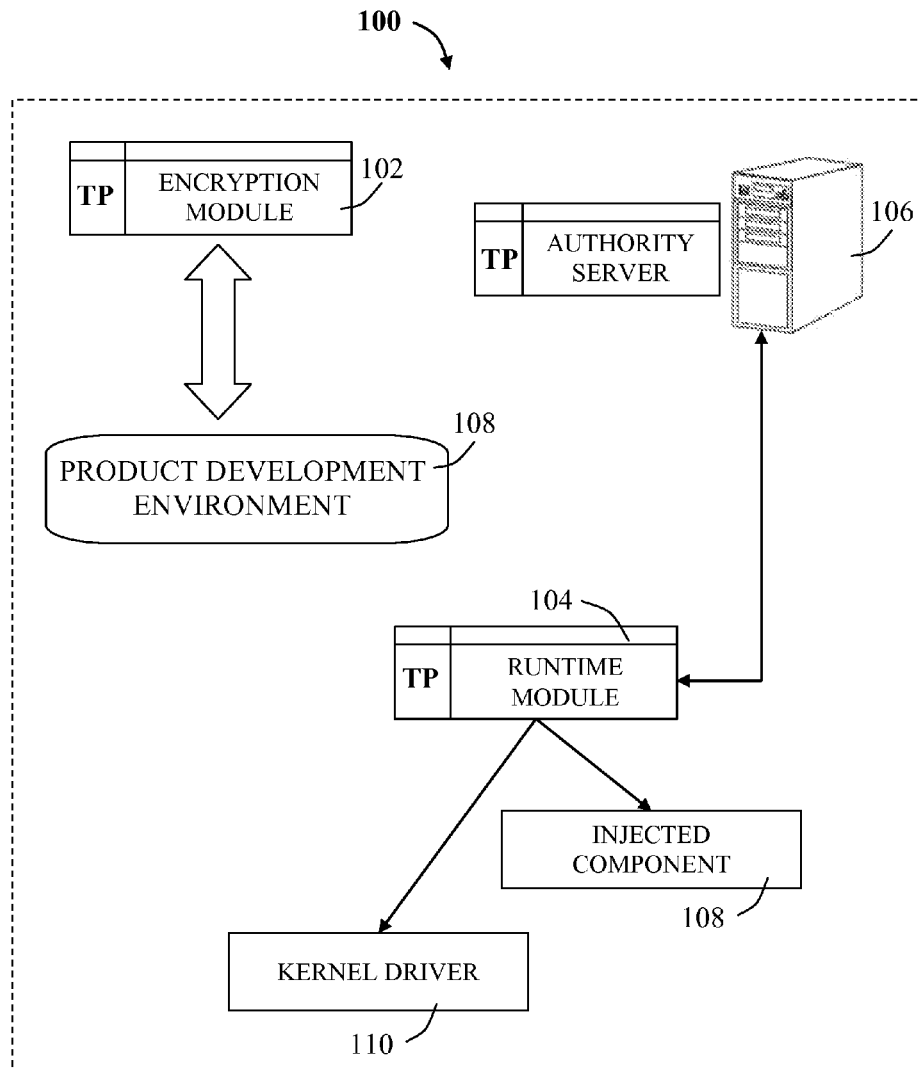 100
TP
ENCRYPTION
MODULE
102
TP
AUTHORITY
SERVER
106
PRODUCT DEVELOPMENT
ENVIRONMENT
108
TP
RUNTIME
MODULE
104
INJECTED
COMPONENT
108
KERNEL DRIVER
110